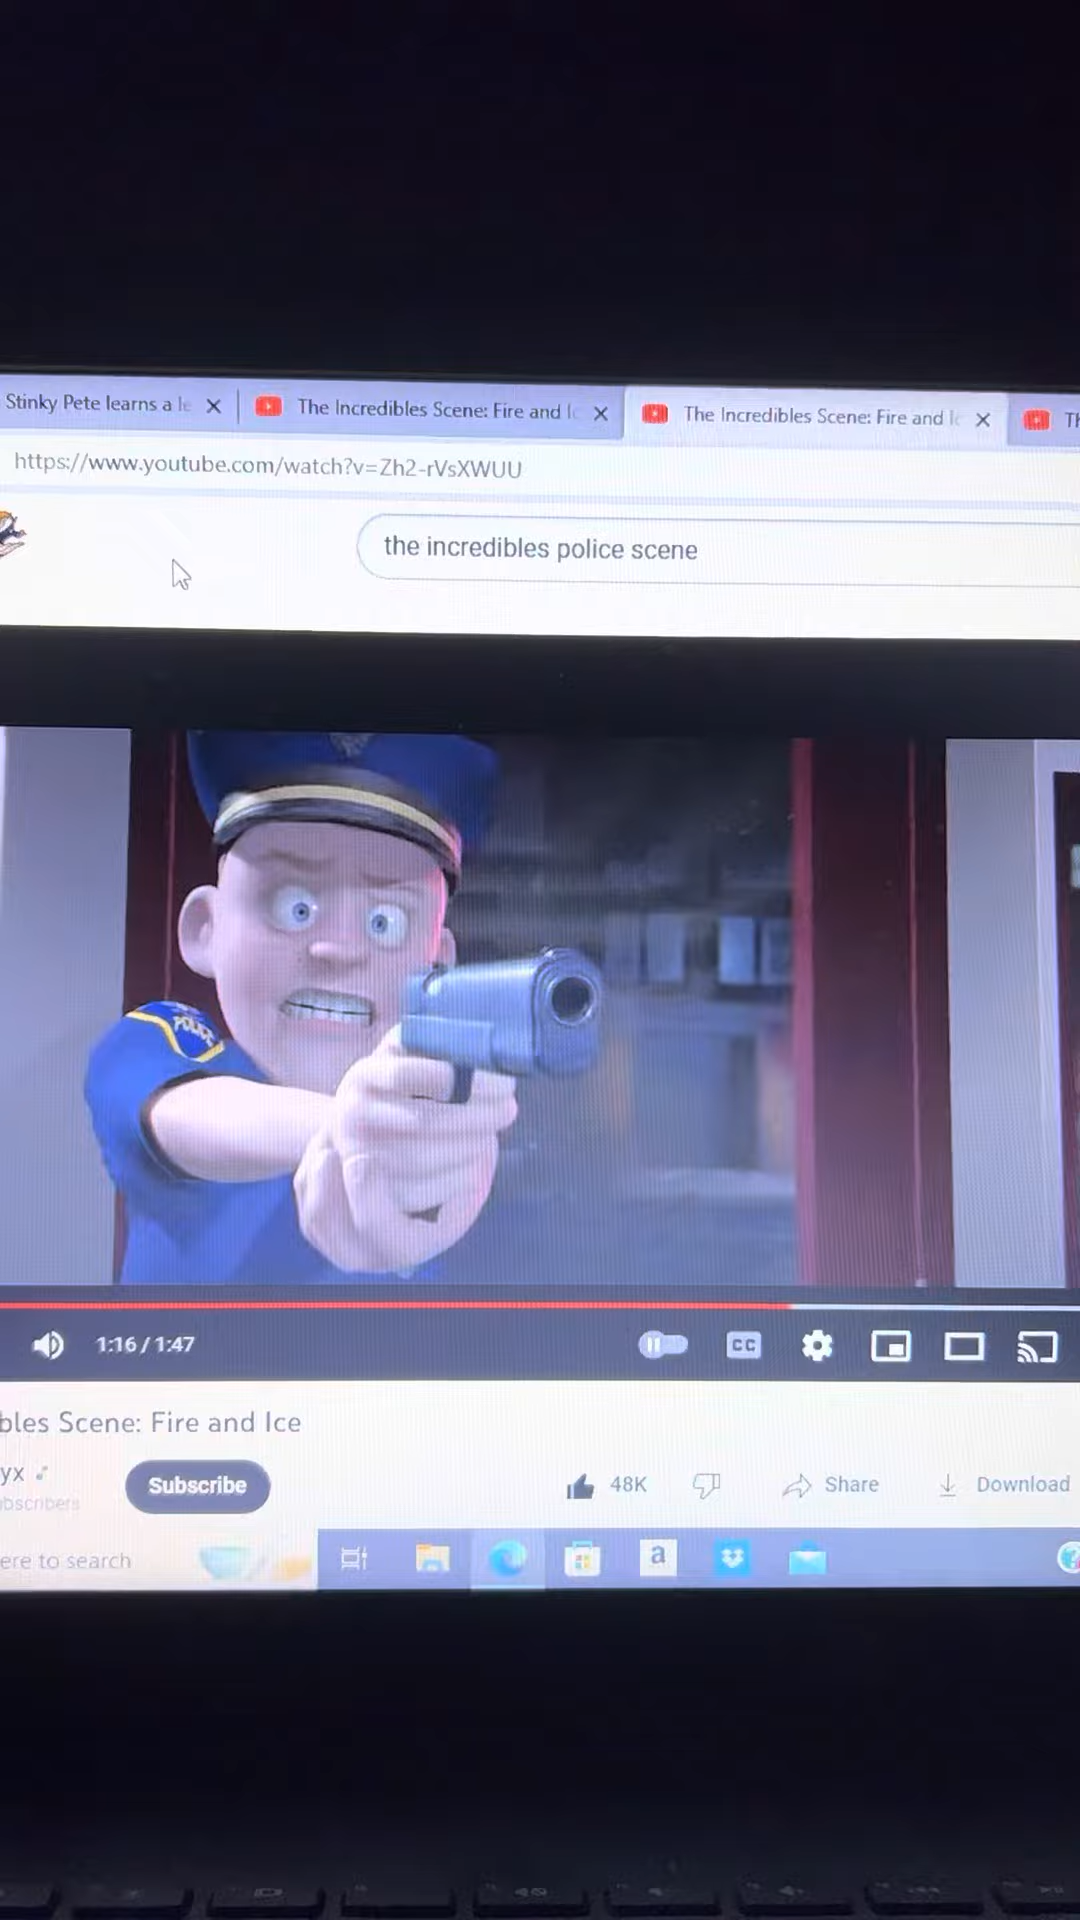 Stinky Pete learns a le
The Incredibles Scene: Fire and Ic
The Incredibles Scene: Fire and Ic
Th
https://www.youtube.com/watch?v=Zh2-rVsXWUU
the incredibles police scene
POLICE
1:16 / 1:47
CC
bles Scene: Fire and Ice
yx
bscribers
Subscribe
48K
Share
Download
ere to search
a